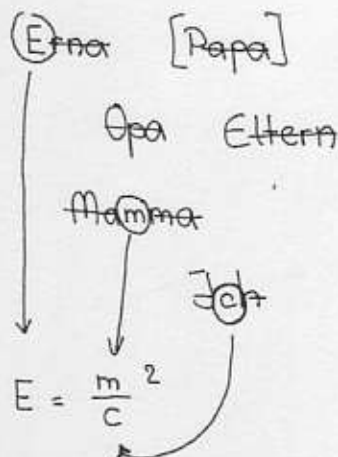 Erna [Papa]
Opa Eltern
Mamma
Ich
E = m/c ²